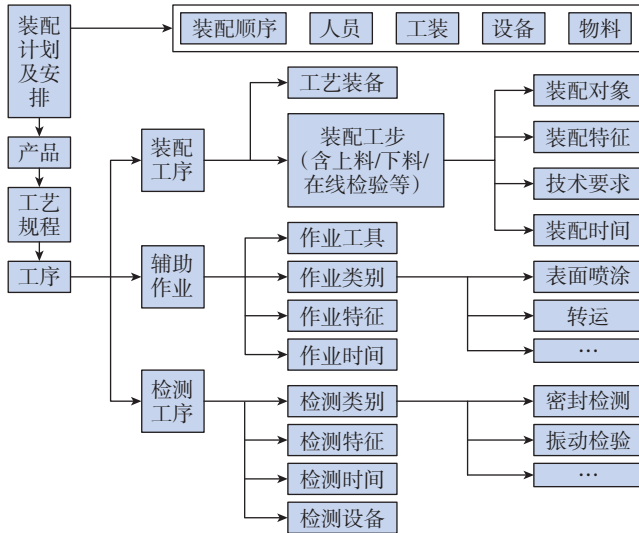 装配
计划
及安
排
装配顺序
人员
工装
设备
物料
产品
工艺
规程
工序
装配
工序
工艺装备
装配工步
（含上料/下料/
在线检验等）
装配对象
装配特征
技术要求
装配时间
辅助
作业
作业工具
作业类别
作业特征
作业时间
表面喷涂
转运
…
检测
工序
检测类别
检测特征
检测时间
检测设备
密封检测
振动检验
…